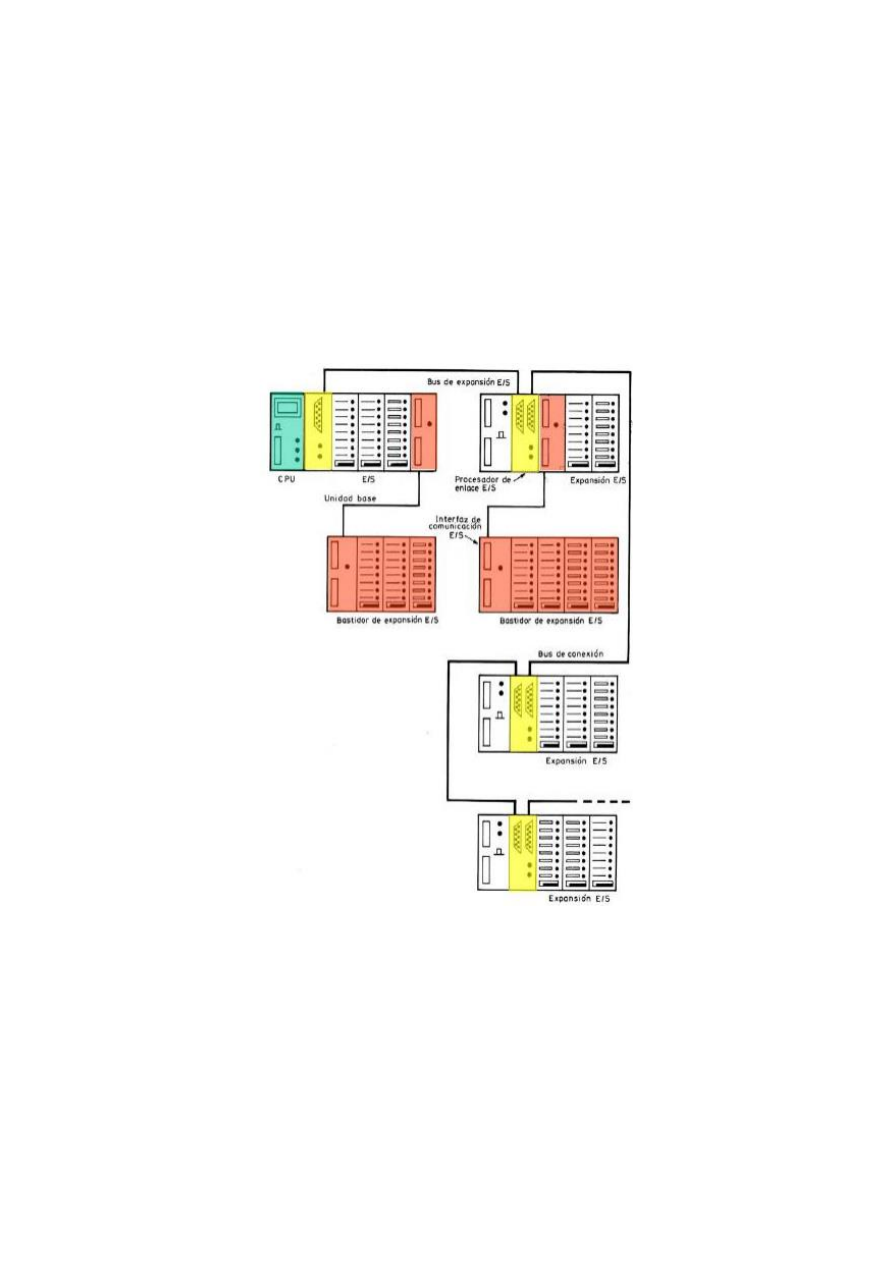 Bus de expansión E/S
CPU
E/S
Procesador de
enlace E/S
Expansión E/S
Unidad base
Interfaz de
comunicación
E/S
Bastidor de expansión E/S
Bastidor de expansión E/S
Bus de conexión
Expansión E/S
Expansión E/S